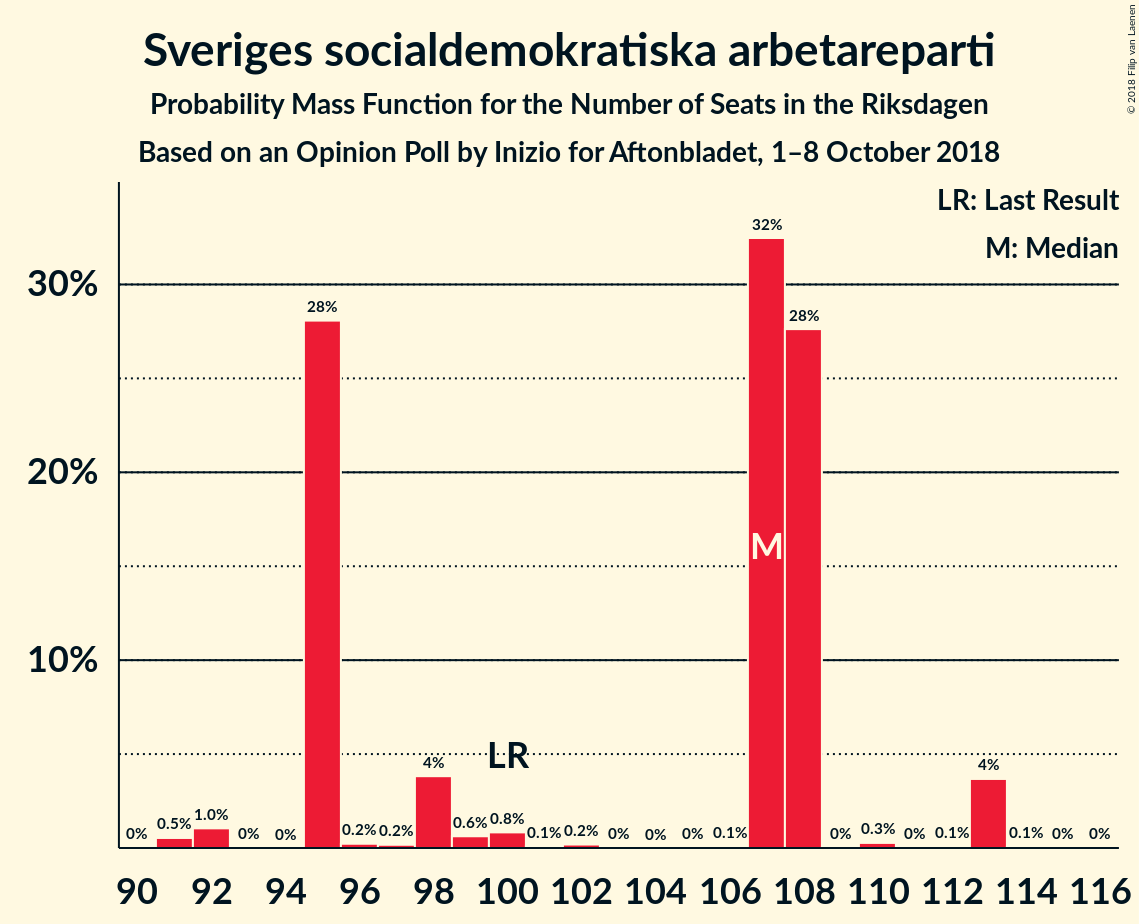 Sveriges socialdemokratiska arbetareparti
Probability Mass Function for the Number of Seats in the Riksdagen
Based on an Opinion Poll by Inizio for Aftonbladet, 1–8 October 2018
© 2018 Filip van Laenen
LR: Last Result
M: Median
30%
20%
10%
0% 0.5% 1.0% 0% 0% 28% 0.2% 0.2% 4% 0.6% 0.8% 0.1% 0.2% 0% 0% 0% 0.1% 32% 28% 0% 0.3% 0% 0.1% 4% 0.1% 0% 0%
LR
M
90 92 94 96 98 100 102 104 106 108 110 112 114 116